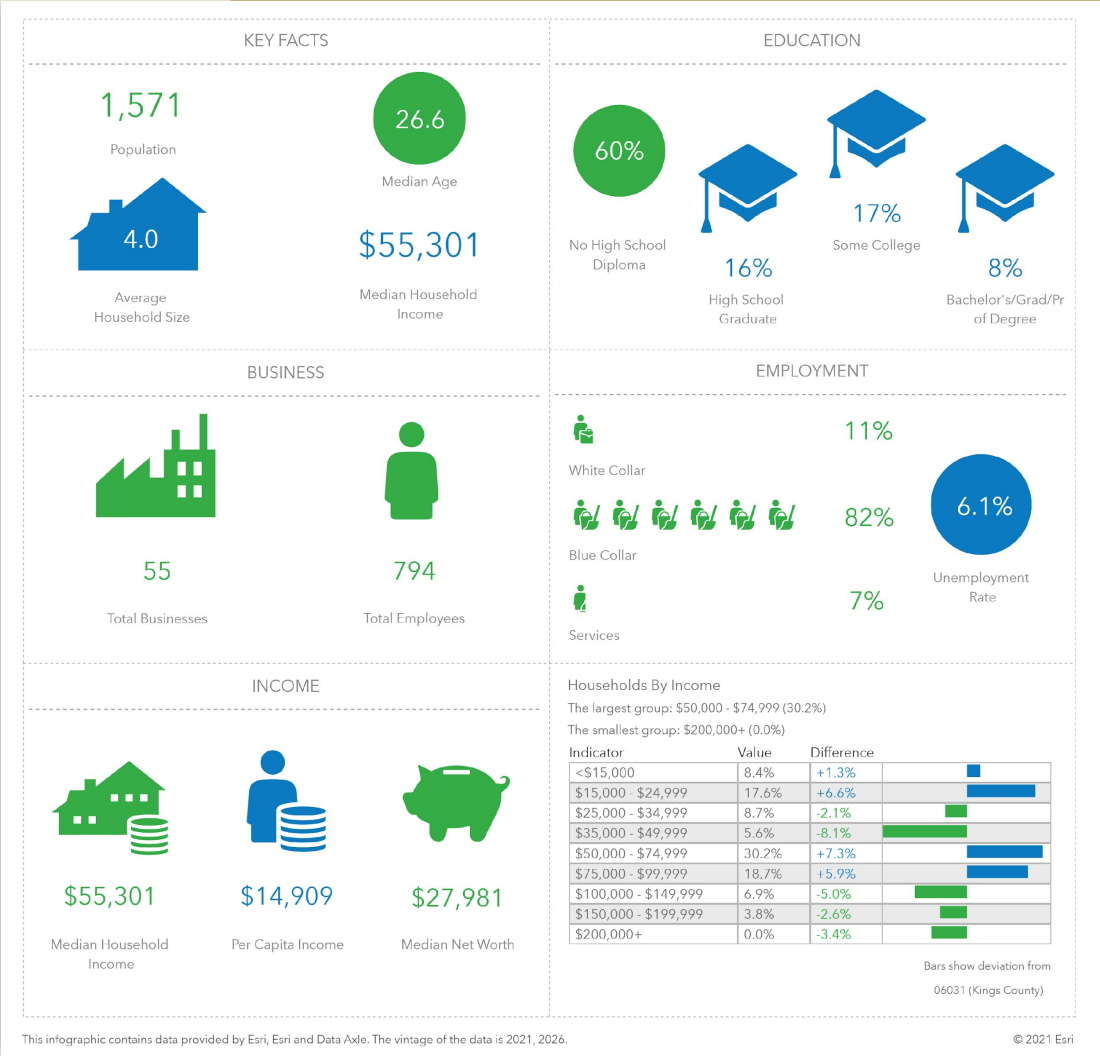 KEY FACTS
1,571
Population
26.6
Median Age
4.0
Average
Household Size
$55,301
Median Household
Income
EDUCATION
60%
No High School
Diploma
16%
High School
Graduate
17%
Some College
8%
Bachelor's/Grad/Pr
of Degree
BUSINESS
55
Total Businesses
794
Total Employees
EMPLOYMENT
11%
White Collar
82%
Blue Collar
7%
Services
6.1%
Unemployment
Rate
INCOME
$55,301
Median Household
Income
$14,909
Per Capita Income
$27,981
Median Net Worth
Households By Income
The largest group: $50,000 - $74,999 (30.2%)
The smallest group: $200,000+ (0.0%)
Indicator Value Difference
<$15,000 8.4% +1.3%
$15,000 - $24,999 17.6% +6.6%
$25,000 - $34,999 8.7% -2.1%
$35,000 - $49,999 5.6% -8.1%
$50,000 - $74,999 30.2% +7.3%
$75,000 - $99,999 18.7% +5.9%
$100,000 - $149,999 6.9% -5.0%
$150,000 - $199,999 3.8% -2.6%
$200,000+ 0.0% -3.4%
Bars show deviation from
06031 (Kings County)
This infographic contains data provided by Esri, Esri and Data Axle. The vintage of the data is 2021, 2026.
© 2021 Esri